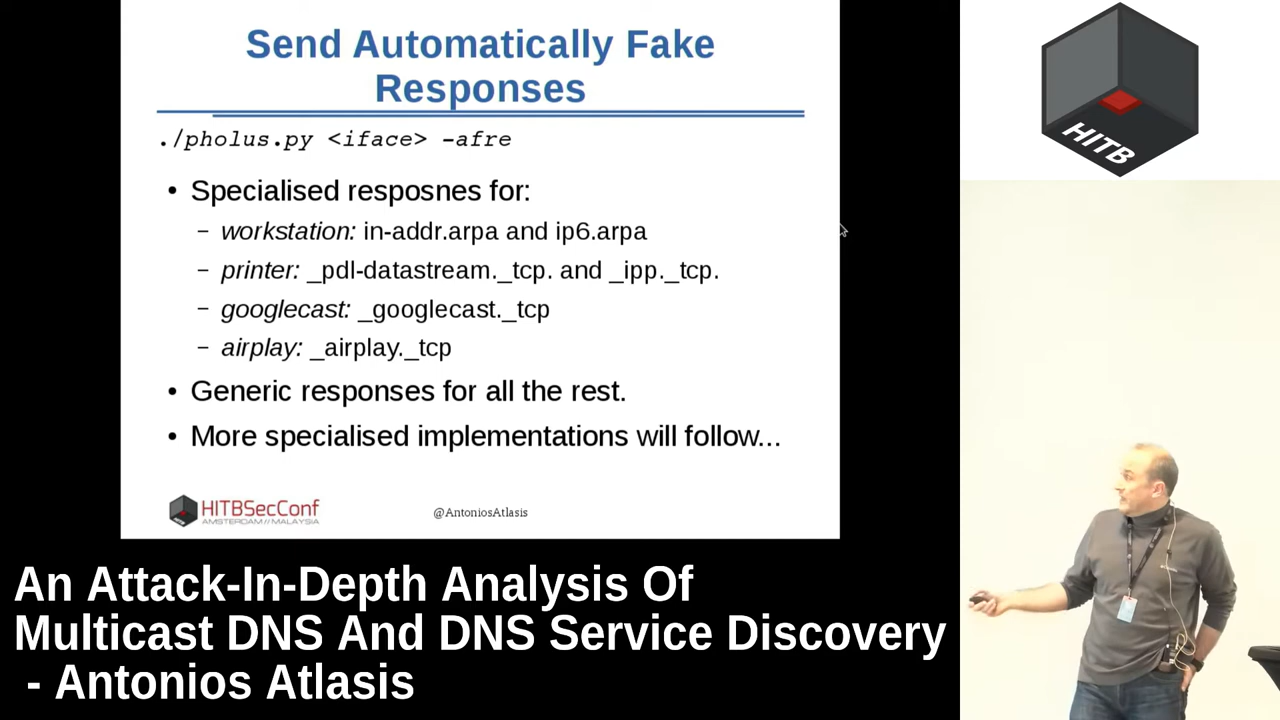 Send Automatically Fake
Responses
./pholus.py <iface> -afre
• Specialised resposnes for:
– workstation: in-addr.arpa and ip6.arpa
– printer: _pdl-datastream._tcp. and _ipp._tcp.
– googlecast: _googlecast._tcp
– airplay: _airplay._tcp
• Generic responses for all the rest.
• More specialised implementations will follow...
HITBSecConf
AMSTERDAM // MALAYSIA
@AntoniosAtlasis
HITB
An Attack-In-Depth Analysis Of
Multicast DNS And DNS Service Discovery
- Antonios Atlasis